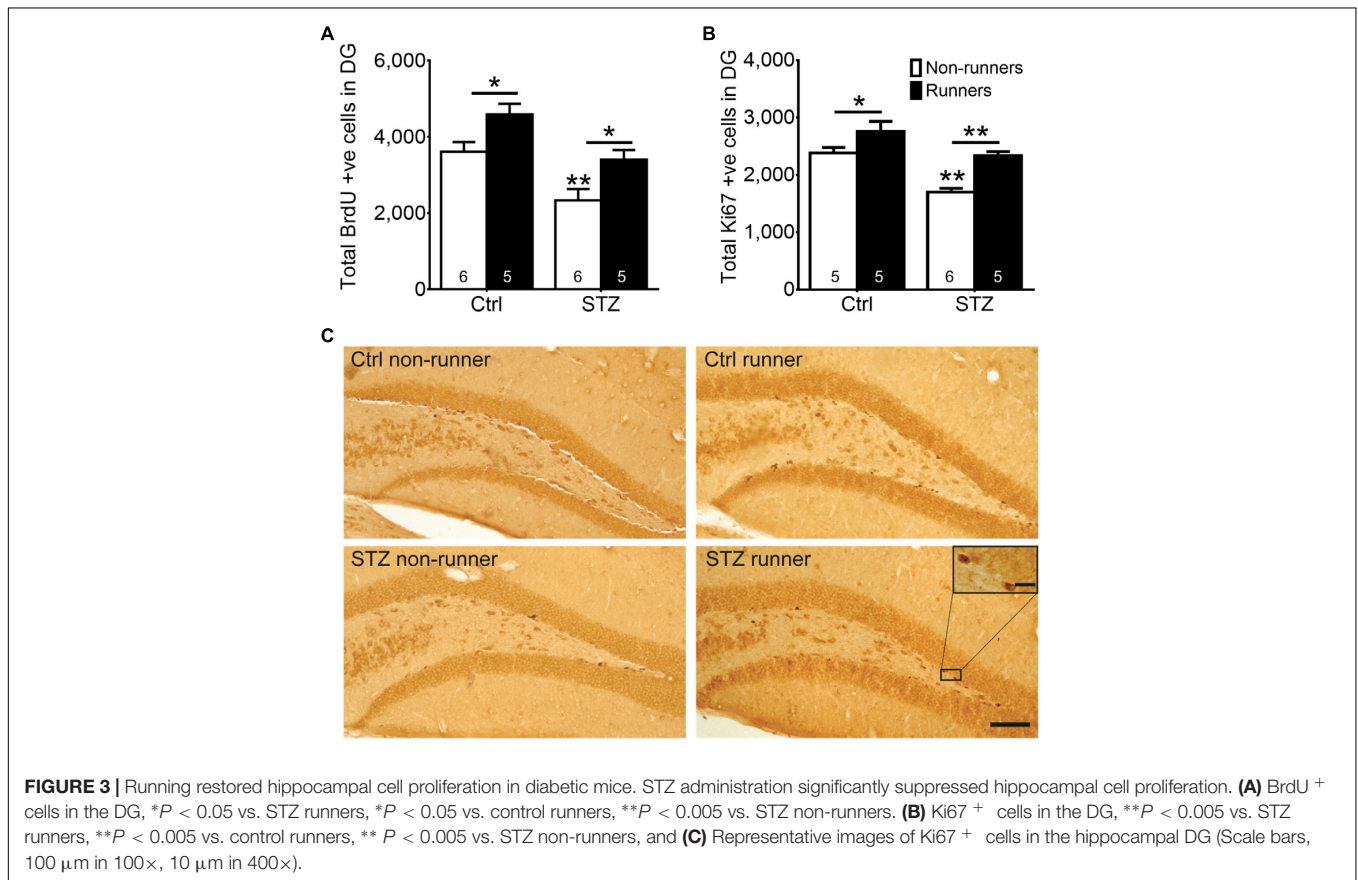 A
Total BrdU +ve cells in DG
6,000
4,000
2,000
0
*
*
**
6
5
6
5
Ctrl
STZ
B
Total Ki67 +ve cells in DG
4,000
3,000
2,000
1,000
0
Non-runners
Runners
*
**
**
5
5
6
5
Ctrl
STZ
C
Ctrl non-runner
Ctrl runner
STZ non-runner
STZ runner
FIGURE 3 | Running restored hippocampal cell proliferation in diabetic mice. STZ administration significantly suppressed hippocampal cell proliferation. (A) BrdU +
cells in the DG, *P < 0.05 vs. STZ runners, *P < 0.05 vs. control runners, **P < 0.005 vs. STZ non-runners. (B) Ki67 + cells in the DG, **P < 0.005 vs. STZ
runners, **P < 0.005 vs. control runners, ** P < 0.005 vs. STZ non-runners, and (C) Representative images of Ki67 + cells in the hippocampal DG (Scale bars,
100 μm in 100×, 10 μm in 400×).